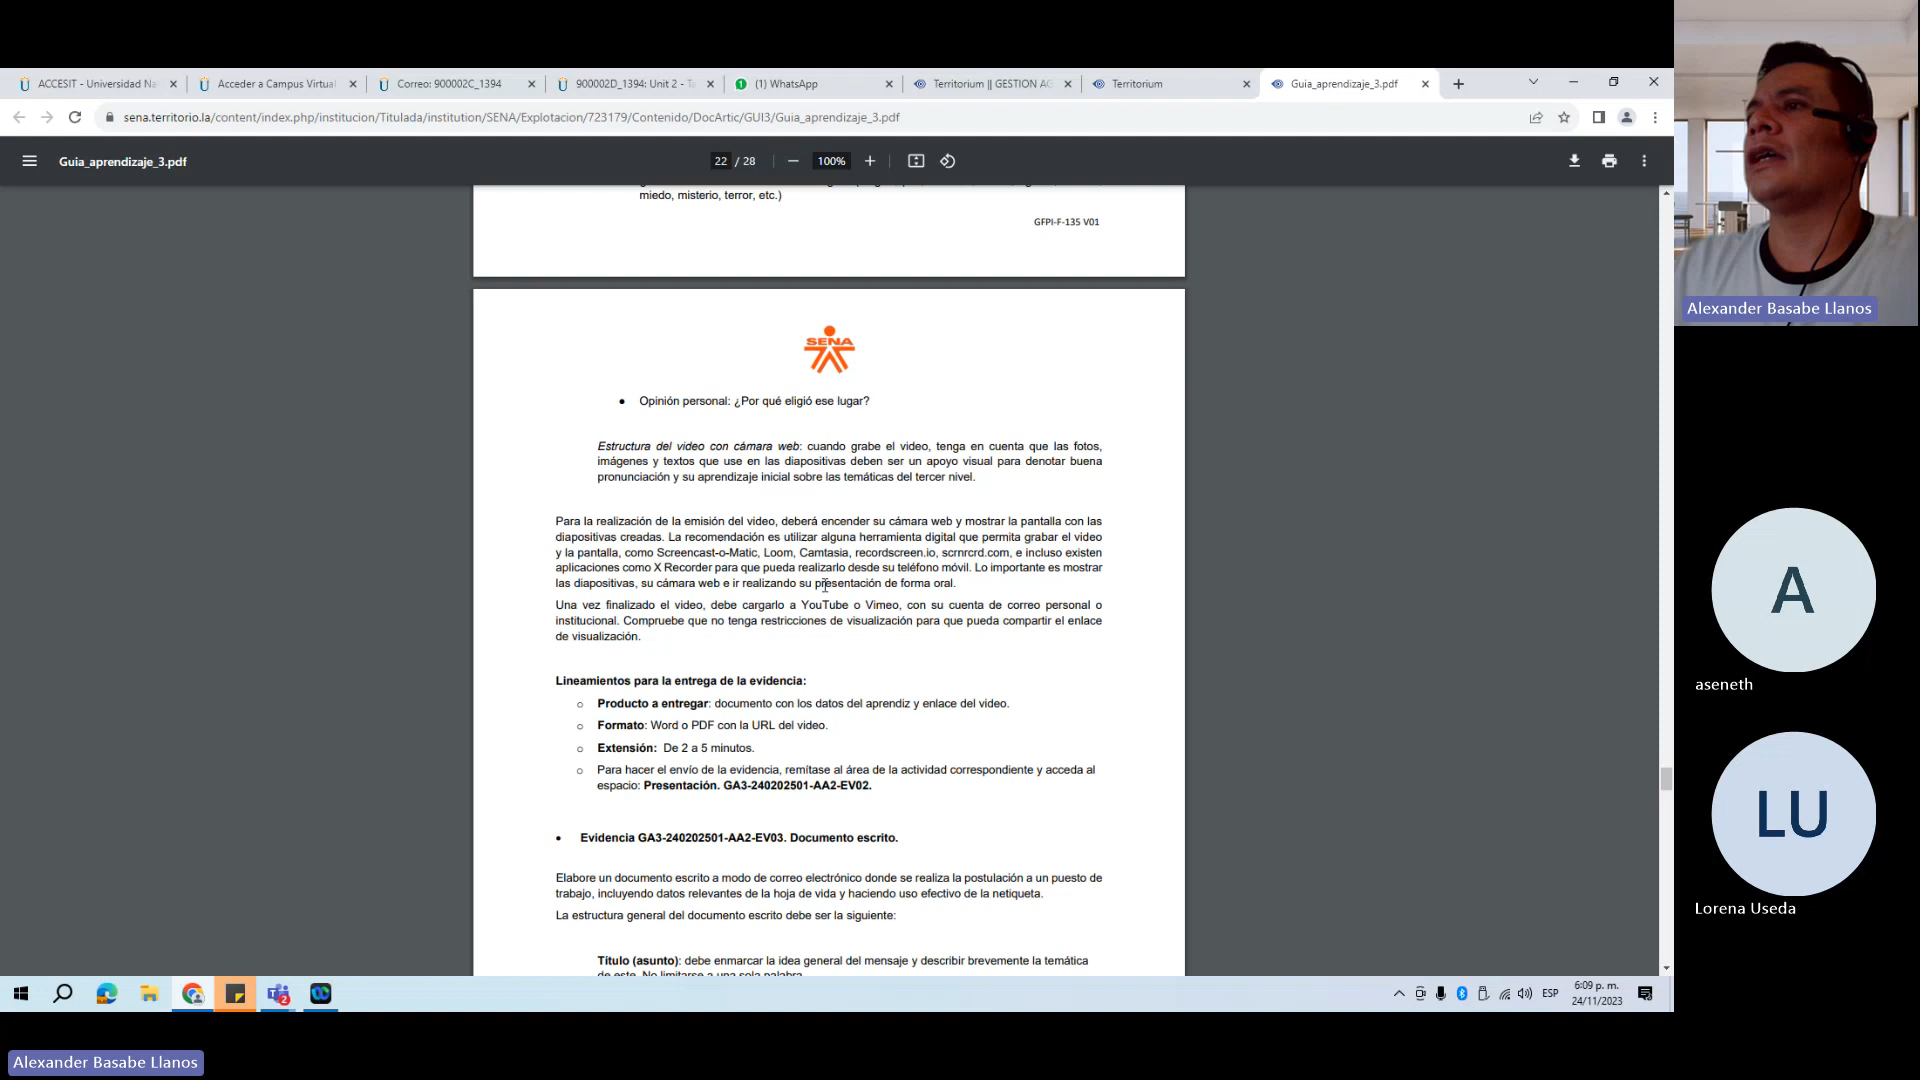 ACCESIT - Universidad Na
Acceder a Campus Virtual
Correo: 900002C_1394
900002D_1394: Unit 2 - Ta
(1) WhatsApp
Territorium || GESTION AG
Territorium
Guia_aprendizaje_3.pdf
sena.territorio.la/content/index.php/institucion/Titulada/institution/SENA/Explotacion/723179/Contenido/DocArtic/GUI3/Guia_aprendizaje_3.pdf
Guia_aprendizaje_3.pdf
22 / 28
100%
miedo, misterio, terror, etc.)
GFPI-F-135 V01
SENA
• Opinión personal: ¿Por qué eligió ese lugar?
Estructura del video con cámara web: cuando grabe el video, tenga en cuenta que las fotos,
imágenes y textos que use en las diapositivas deben ser un apoyo visual para denotar buena
pronunciación y su aprendizaje inicial sobre las temáticas del tercer nivel.
Para la realización de la emisión del video, deberá encender su cámara web y mostrar la pantalla con las
diapositivas creadas. La recomendación es utilizar alguna herramienta digital que permita grabar el video
y la pantalla, como Screencast-o-Matic, Loom, Camtasia, recordscreen.io, scrnrcrd.com, e incluso existen
aplicaciones como X Recorder para que pueda realizarlo desde su teléfono móvil. Lo importante es mostrar
las diapositivas, su cámara web e ir realizando su presentación de forma oral.
Una vez finalizado el video, debe cargarlo a YouTube o Vimeo, con su cuenta de correo personal o
institucional. Compruebe que no tenga restricciones de visualización para que pueda compartir el enlace
de visualización.
Lineamientos para la entrega de la evidencia:
o Producto a entregar: documento con los datos del aprendiz y enlace del video.
o Formato: Word o PDF con la URL del video.
o Extensión: De 2 a 5 minutos.
o Para hacer el envío de la evidencia, remítase al área de la actividad correspondiente y acceda al
espacio: Presentación. GA3-240202501-AA2-EV02.
• Evidencia GA3-240202501-AA2-EV03. Documento escrito.
Elabore un documento escrito a modo de correo electrónico donde se realiza la postulación a un puesto de
trabajo, incluyendo datos relevantes de la hoja de vida y haciendo uso efectivo de la netiqueta.
La estructura general del documento escrito debe ser la siguiente:
Título (asunto): debe enmarcar la idea general del mensaje y describir brevemente la temática
de este. No limitarse a una sola palabra.
ESP
6:09 p. m.
24/11/2023
Alexander Basabe Llanos
A
aseneth
LU
Lorena Useda
Alexander Basabe Llanos